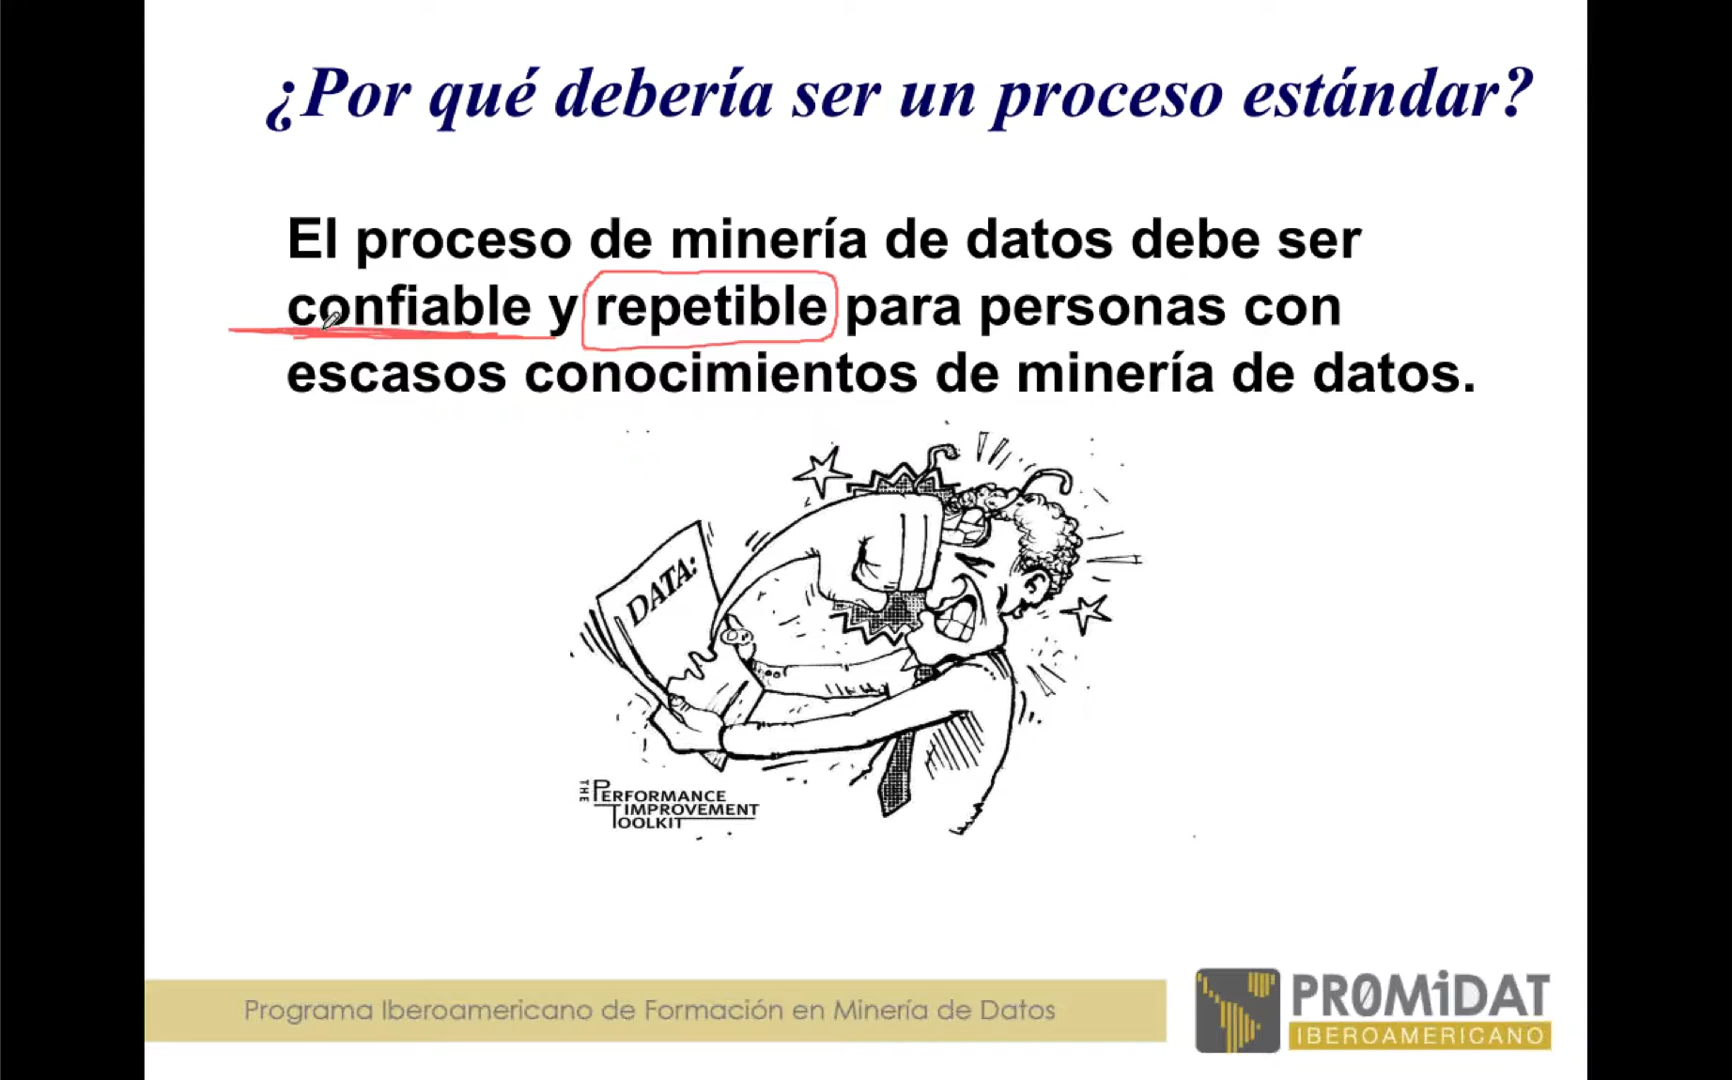 ¿Por qué debería ser un proceso estándar?
El proceso de minería de datos debe ser
confiable y repetible para personas con
escasos conocimientos de minería de datos.
DATA:
THE PERFORMANCE
IMPROVEMENT
TOOLKIT
Programa Iberoamericano de Formación en Minería de Datos
PR0MiDAT
IBEROAMERICANO